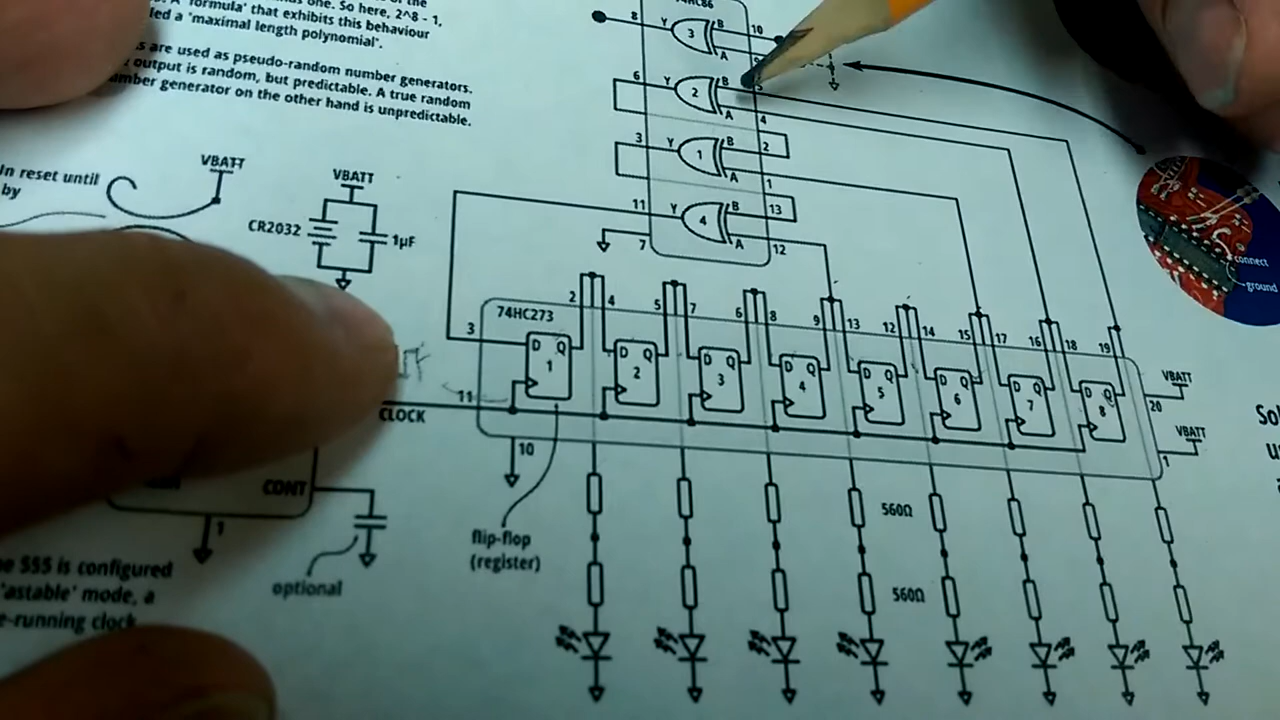 one. So here, 2^8 - 1,
'formula' that exhibits this behaviour
led a 'maximal length polynomial'.
are used as pseudo-random number generators.
output is random, but predictable. A true random
number generator on the other hand is unpredictable.
In reset until
by
VBATT
VBATT
CR2032
1µF
8 Y 3 B 10
A
6 Y 2 B 5
A 4
3 Y 1 B 2
A 1
11 Y 4 B 13
7 A 12
74HC273
2 4 5 7 6 8 9 13 12 14 15 17 16 18 19
3
D Q D Q D Q D Q D Q D Q D Q D Q
1 2 3 4 5 6 7 8
11
CLOCK
VBATT
20
VBATT
1
10
connect
ground
CONT
1
optional
flip-flop
(register)
560Ω
560Ω
555 is configured
'astable' mode, a
running clock